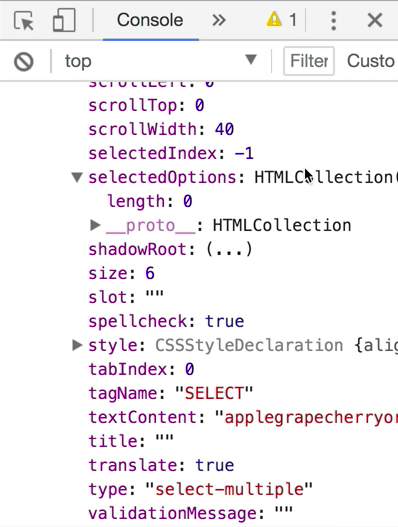 Console » 1
top Filter Custo
scrollLeft: 0
scrollTop: 0
scrollWidth: 40
selectedIndex: -1
selectedOptions: HTMLCollection(
length: 0
__proto__: HTMLCollection
shadowRoot: (...)
size: 6
slot: ""
spellcheck: true
style: CSSStyleDeclaration {alig
tabIndex: 0
tagName: "SELECT"
textContent: "applegrapecherryor
title: ""
translate: true
type: "select-multiple"
validationMessage: ""